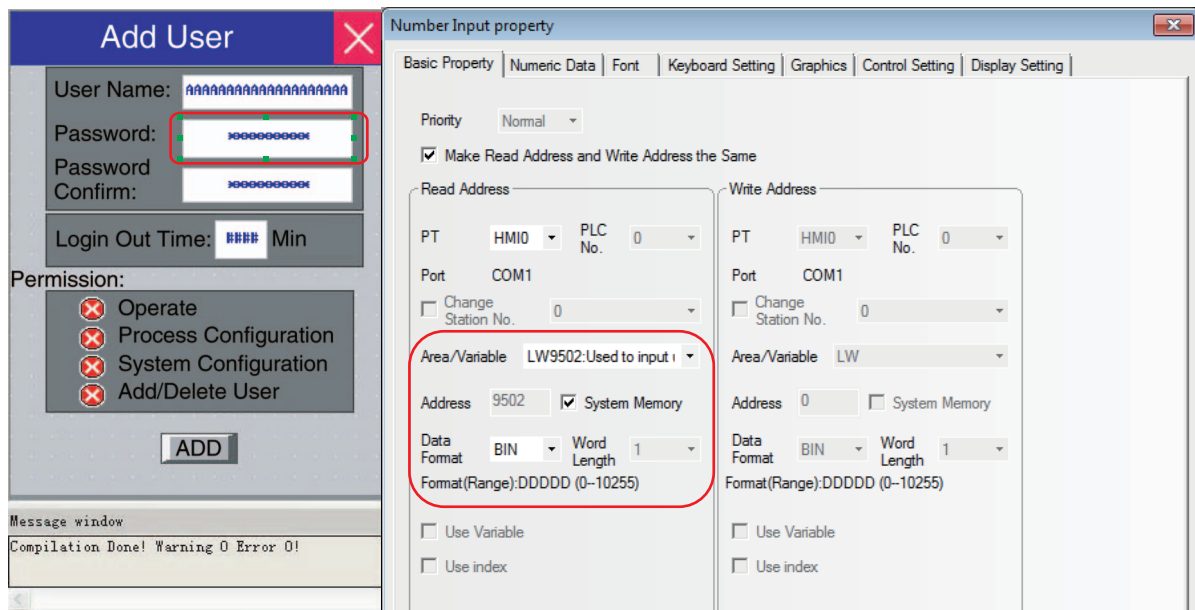 Add User
User Name: AAAAAAAAAAAAAAAAAAAA
Password: **********
Password
Confirm: **********
Login Out Time: #### Min
Permission:
Operate
Process Configuration
System Configuration
Add/Delete User
ADD
Message window
Compilation Done! Warning 0 Error 0!
Number Input property
Basic Property Numeric Data Font Keyboard Setting Graphics Control Setting Display Setting
Priority Normal
Make Read Address and Write Address the Same
Read Address
PT HMI0 PLC No. 0
Port COM1
Change Station No. 0
Area/Variable LW9502:Used to input
Address 9502 System Memory
Data Format BIN Word Length 1
Format(Range):DDDDD (0--10255)
Use Variable
Use index
Write Address
PT HMI0 PLC No. 0
Port COM1
Change Station No. 0
Area/Variable LW
Address 0 System Memory
Data Format BIN Word Length 1
Format(Range):DDDDD (0--10255)
Use Variable
Use index